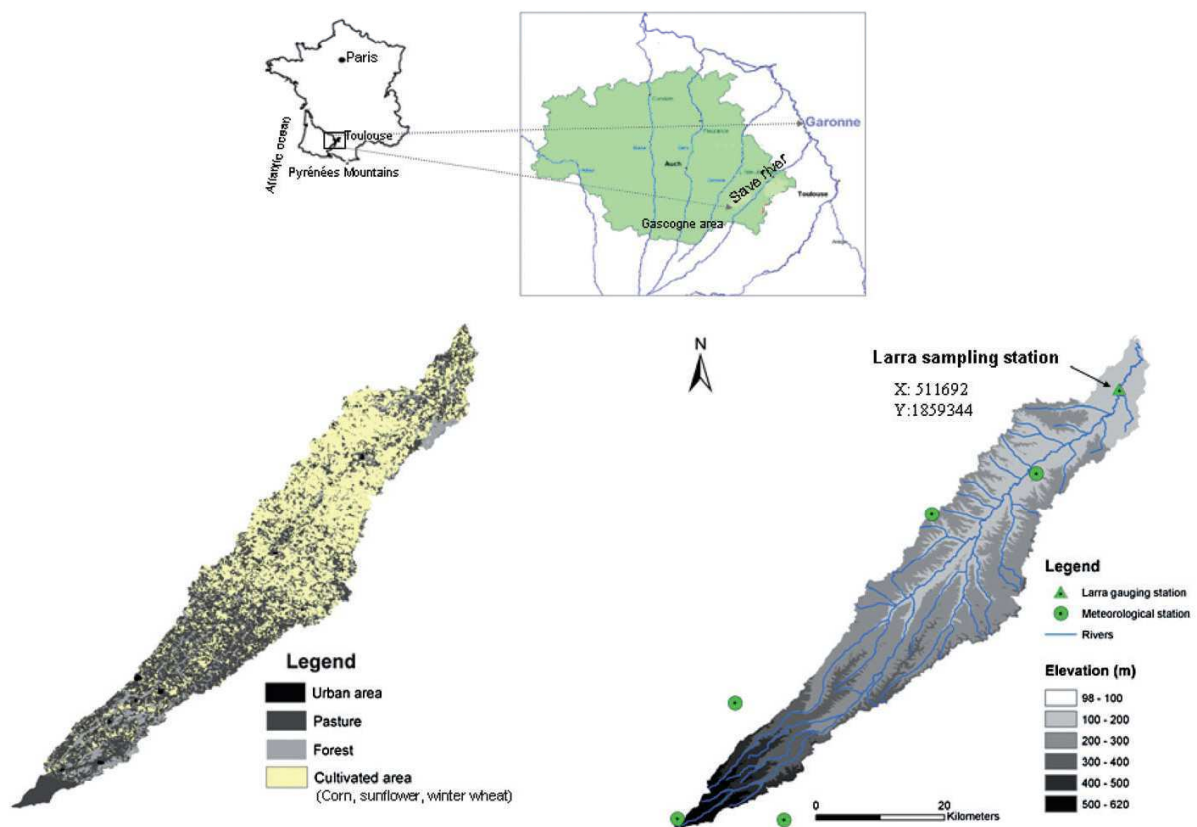 Paris
Toulouse
Atlantic ocean
Pyrénées Mountains
Garonne
Auch
Save river
Toulouse
Gascogne area
N
Larra sampling station
X: 511692
Y:1859344
Legend
Urban area
Pasture
Forest
Cultivated area
(Corn, sunflower, winter wheat)
Legend
Larra gauging station
Meteorological station
Rivers
Elevation (m)
98 - 100
100 - 200
200 - 300
300 - 400
400 - 500
500 - 620
0 20
Kilometers